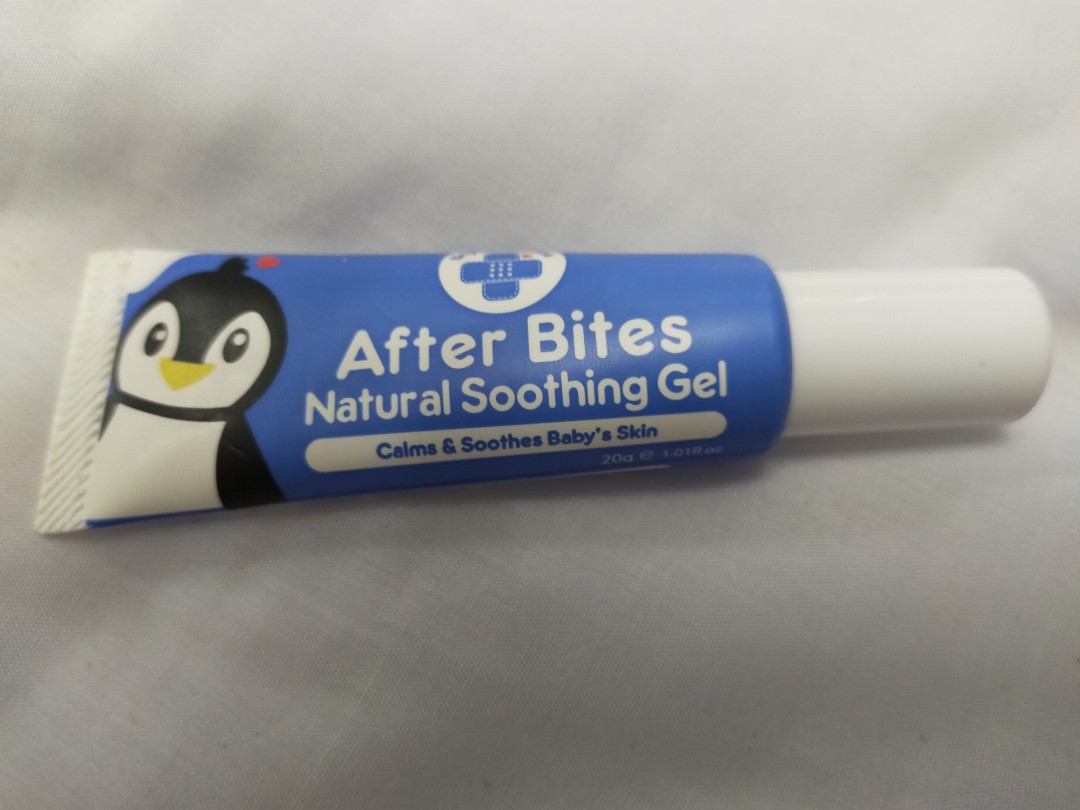 After Bites
Natural Soothing Gel
Calms & Soothes Baby's Skin
20g ℮ 1.01fl oz